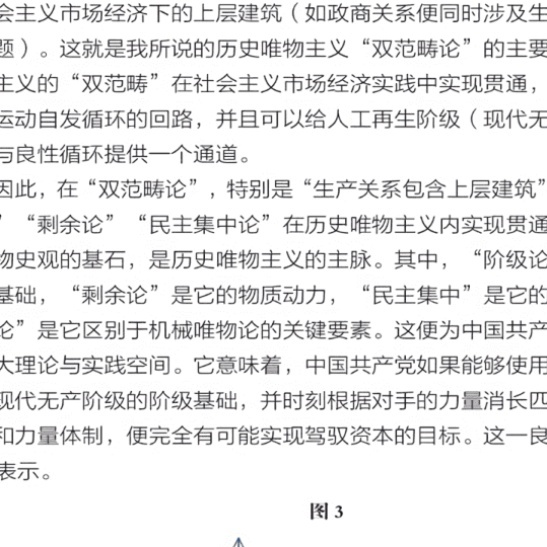 会主义市场经济下的上层建筑（如政商关系便同时涉及生
题）。这就是我所说的历史唯物主义“双范畴论”的主要
主义的“双范畴”在社会主义市场经济实践中实现贯通，
运动自发循环的回路，并且可以给人工再生阶级（现代无
与良性循环提供一个通道。
因此，在“双范畴论”，特别是“生产关系包含上层建筑”
”“剩余论”“民主集中论”在历史唯物主义内实现贯通
物史观的基石，是历史唯物主义的主脉。其中，“阶级论
基础，“剩余论”是它的物质动力，“民主集中”是它的
论”是它区别于机械唯物论的关键要素。这便为中国共产
大理论与实践空间。它意味着，中国共产党如果能够使用
现代无产阶级的阶级基础，并时刻根据对手的力量消长匹
和力量体制，便完全有可能实现驾驭资本的目标。这一良
表示。
图 3